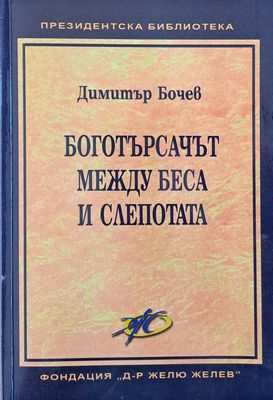 ПРЕЗИДЕНТСКА БИБЛИОТЕКА
Димитър Бочев
БОГОТЪРСАЧЪТ
МЕЖДУ БЕСА
И СЛЕПОТАТА
ФОНДАЦИЯ „Д-Р ЖЕЛЮ ЖЕЛЕВ"